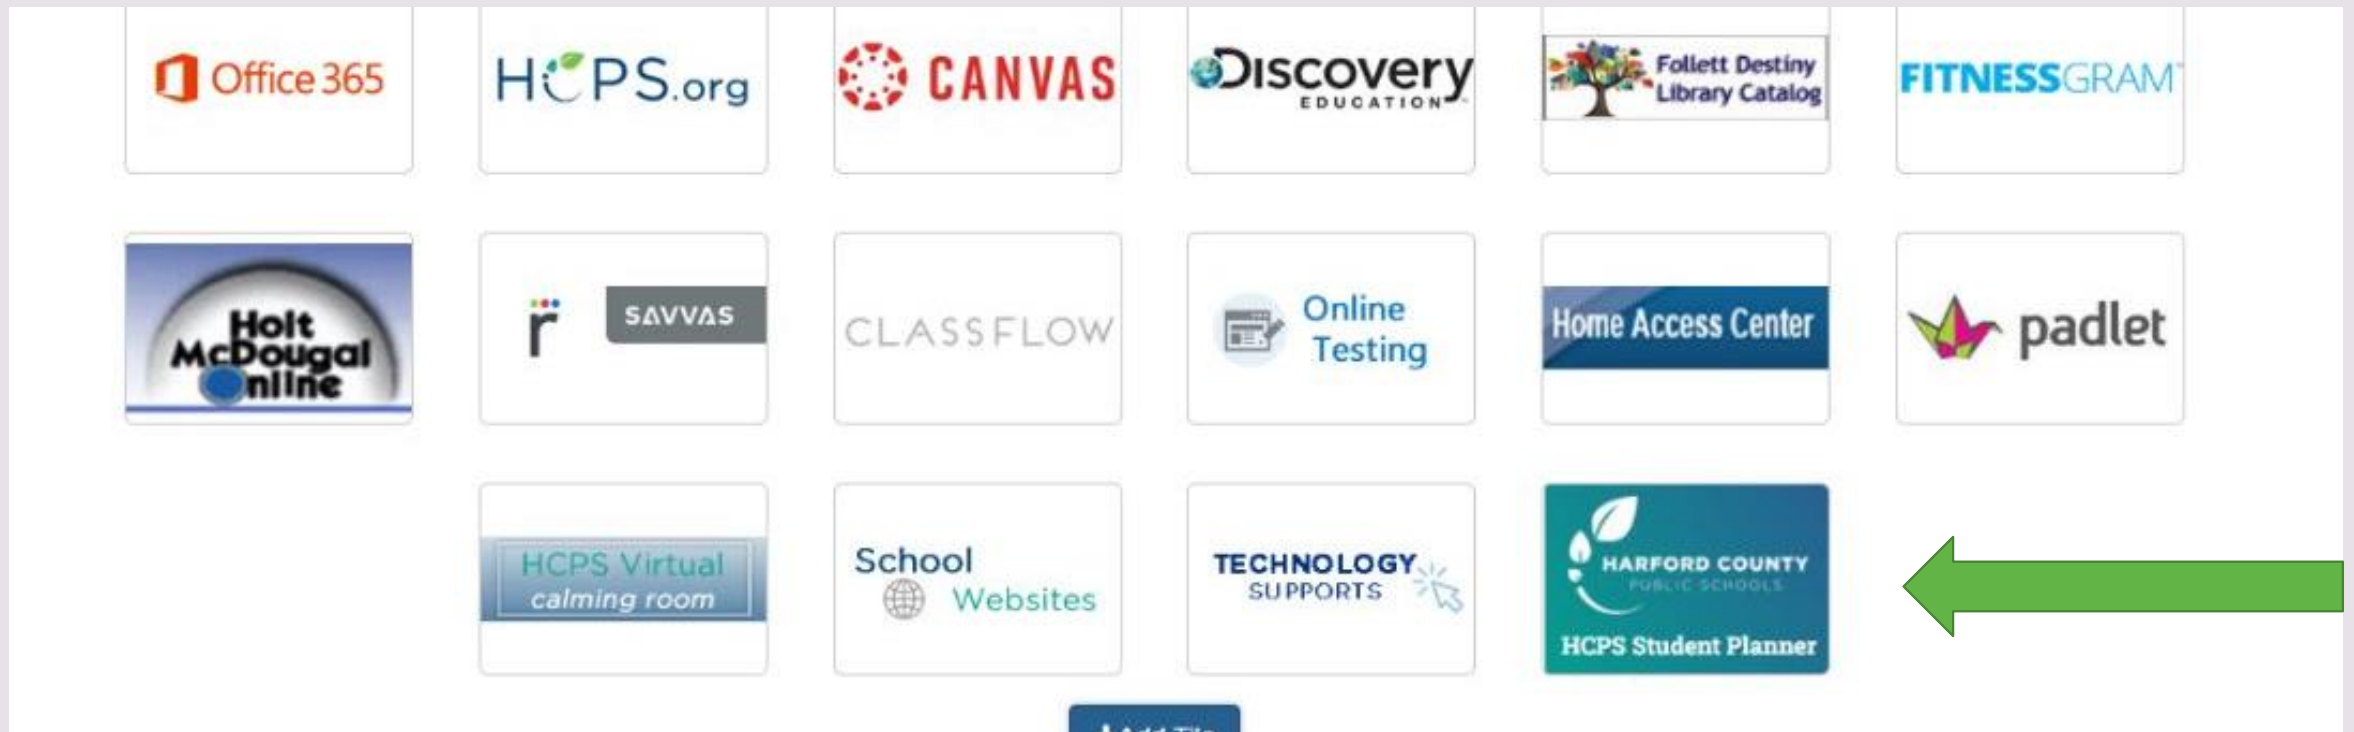 Office 365
HCPS.org
CANVAS
DISCOVERY
EDUCATION
Follett Destiny
Library Catalog
FITNESSGRAM
Holt
McDougal
Online
r
SAVVAS
CLASSFLOW
Online
Testing
Home Access Center
padlet
HCPS Virtual
calming room
School
Websites
TECHNOLOGY
SUPPORTS
HARFORD COUNTY
PUBLIC SCHOOLS
HCPS Student Planner
Add Tile